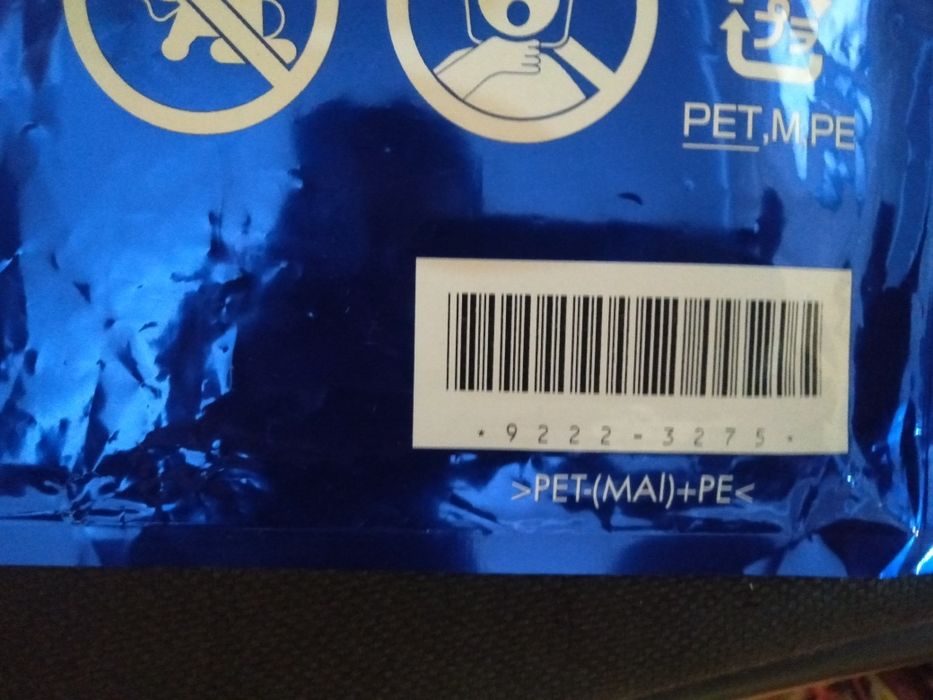 プラ
PET,M,PE
*9222-3275*
>PET-(MAl)+PE<